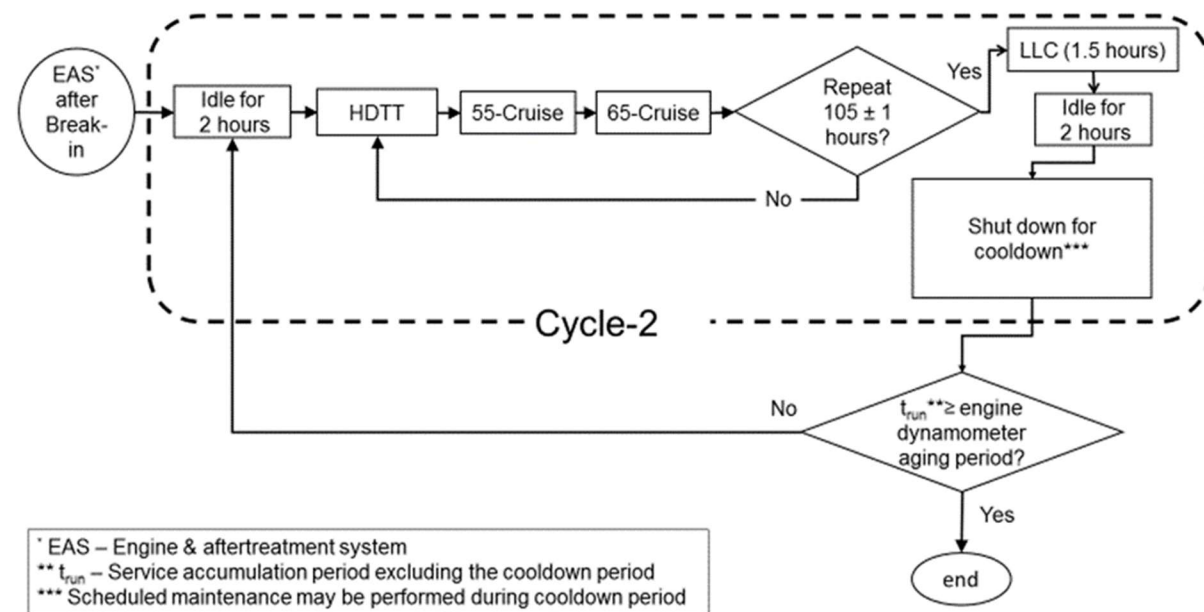 EAS*
after
Break-
in
Idle for
2 hours
HDTT
55-Cruise
65-Cruise
Repeat
105 ± 1
hours?
Yes
No
LLC (1.5 hours)
Idle for
2 hours
Shut down for
cooldown***
Cycle-2
t_run**≥ engine
dynamometer
aging period?
No
Yes
end
* EAS – Engine & aftertreatment system
** t_run – Service accumulation period excluding the cooldown period
*** Scheduled maintenance may be performed during cooldown period